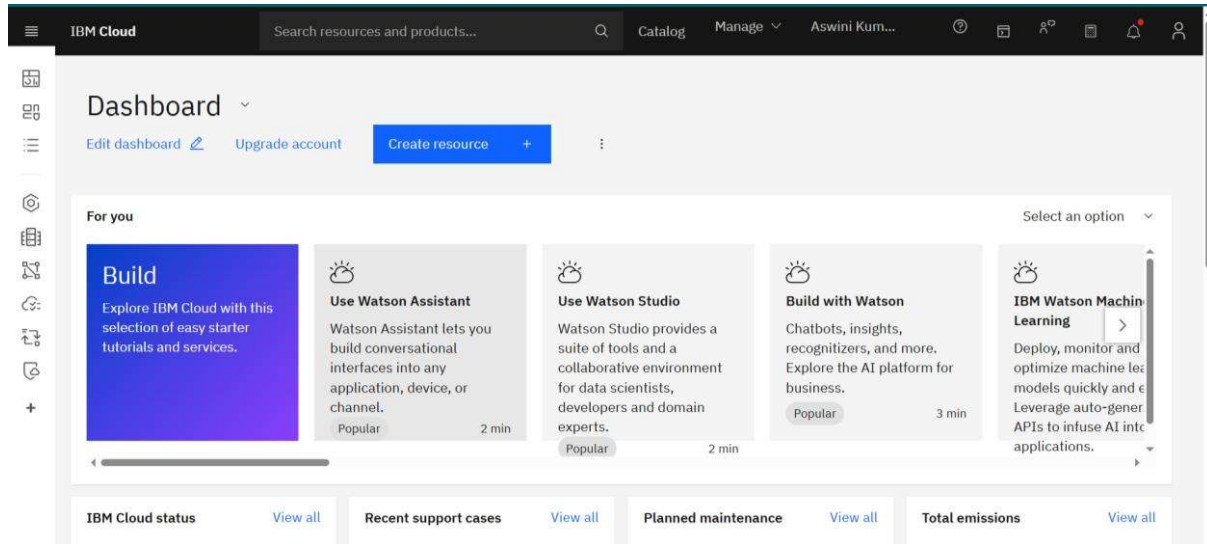 IBM Cloud
Search resources and products...
Catalog
Manage
Aswini Kum...
Dashboard
Edit dashboard
Upgrade account
Create resource +
For you
Select an option
Build
Explore IBM Cloud with this
selection of easy starter
tutorials and services.
Use Watson Assistant
Watson Assistant lets you
build conversational
interfaces into any
application, device, or
channel.
Popular
2 min
Use Watson Studio
Watson Studio provides a
suite of tools and a
collaborative environment
for data scientists,
developers and domain
experts.
Popular
2 min
Build with Watson
Chatbots, insights,
recognizers, and more.
Explore the AI platform for
business.
Popular
3 min
IBM Watson Machin
Learning
Deploy, monitor and
optimize machine lea
models quickly and e
Leverage auto-gener
APIs to infuse AI intc
applications.
IBM Cloud status
View all
Recent support cases
View all
Planned maintenance
View all
Total emissions
View all